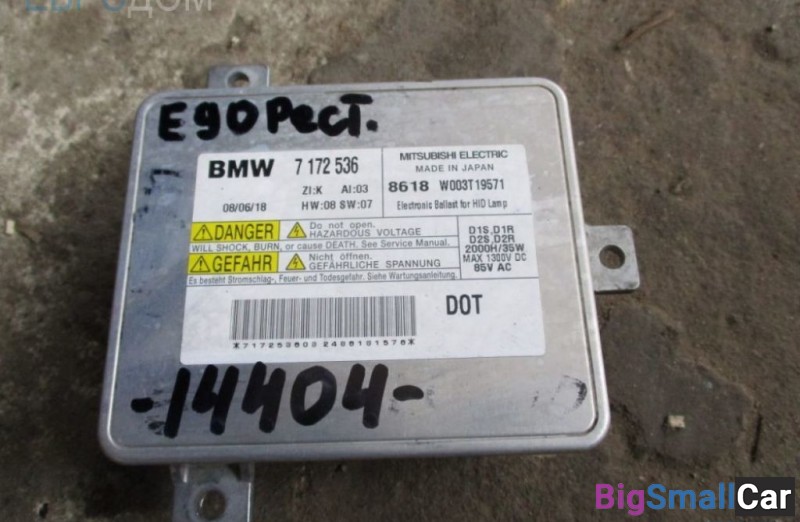 ЕВРОДОМ
E90 Рест.
BMW 7 172 536
ZI:K AI:03
08/06/18 HW:08 SW:07
MITSUBISHI ELECTRIC
MADE IN JAPAN
8618 W003T19571
Electronic Ballast for HID Lamp
DANGER Do not open.
HAZARDOUS VOLTAGE
WILL SHOCK, BURN, or cause DEATH. See Service Manual.
GEFAHR Nicht öffnen.
GEFÄHRLICHE SPANNUNG
Es besteht Stromschlag-, Feuer- und Todesgefahr. Siehe Wartungsanleitung.
D1S,D1R
D2S,D2R
2000H/35W
MAX 1300V DC
85V AC
DOT
-14404-
BigSmallCar